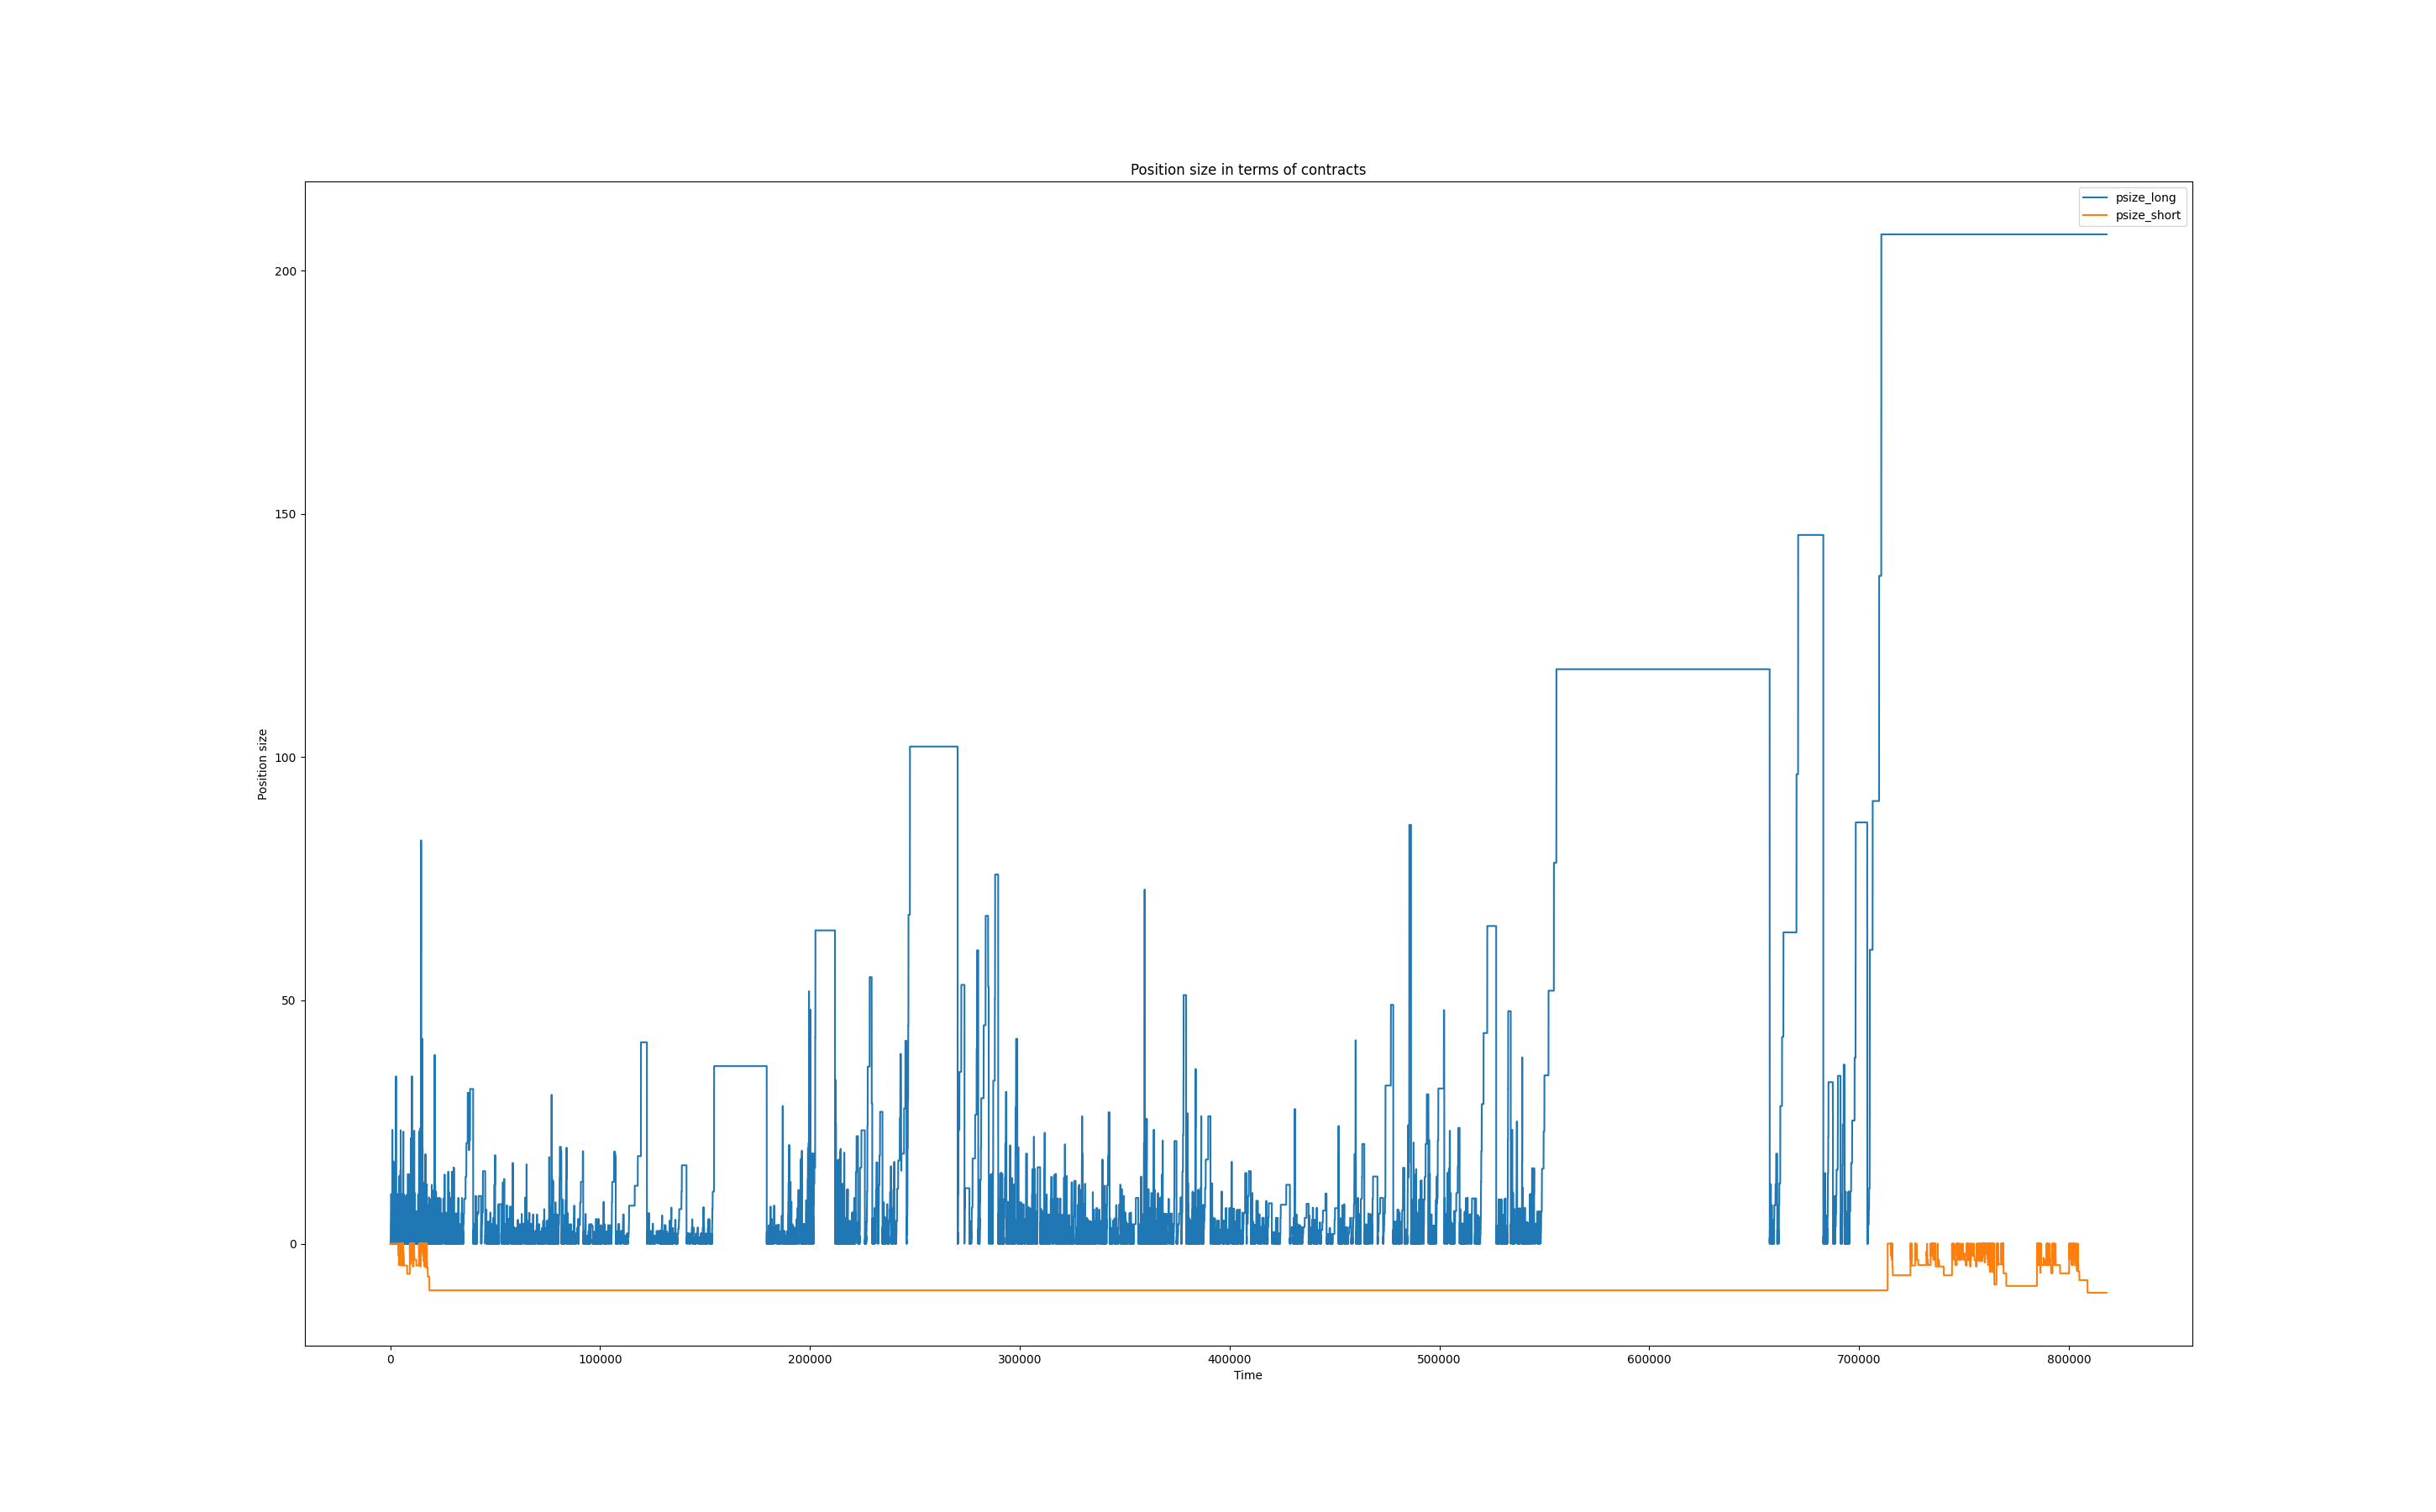 Position size in terms of contracts
psize_long
psize_short
200
150
100
50
0
Position size
0 100000 200000 300000 400000 500000 600000 700000 800000
Time